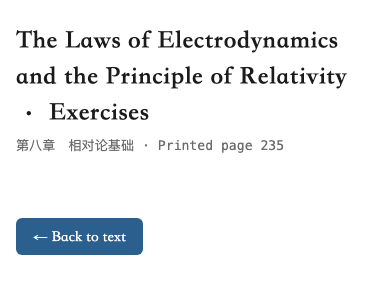 The Laws of Electrodynamics
and the Principle of Relativity
· Exercises
第八章　相对论基础 · Printed page 235
← Back to text